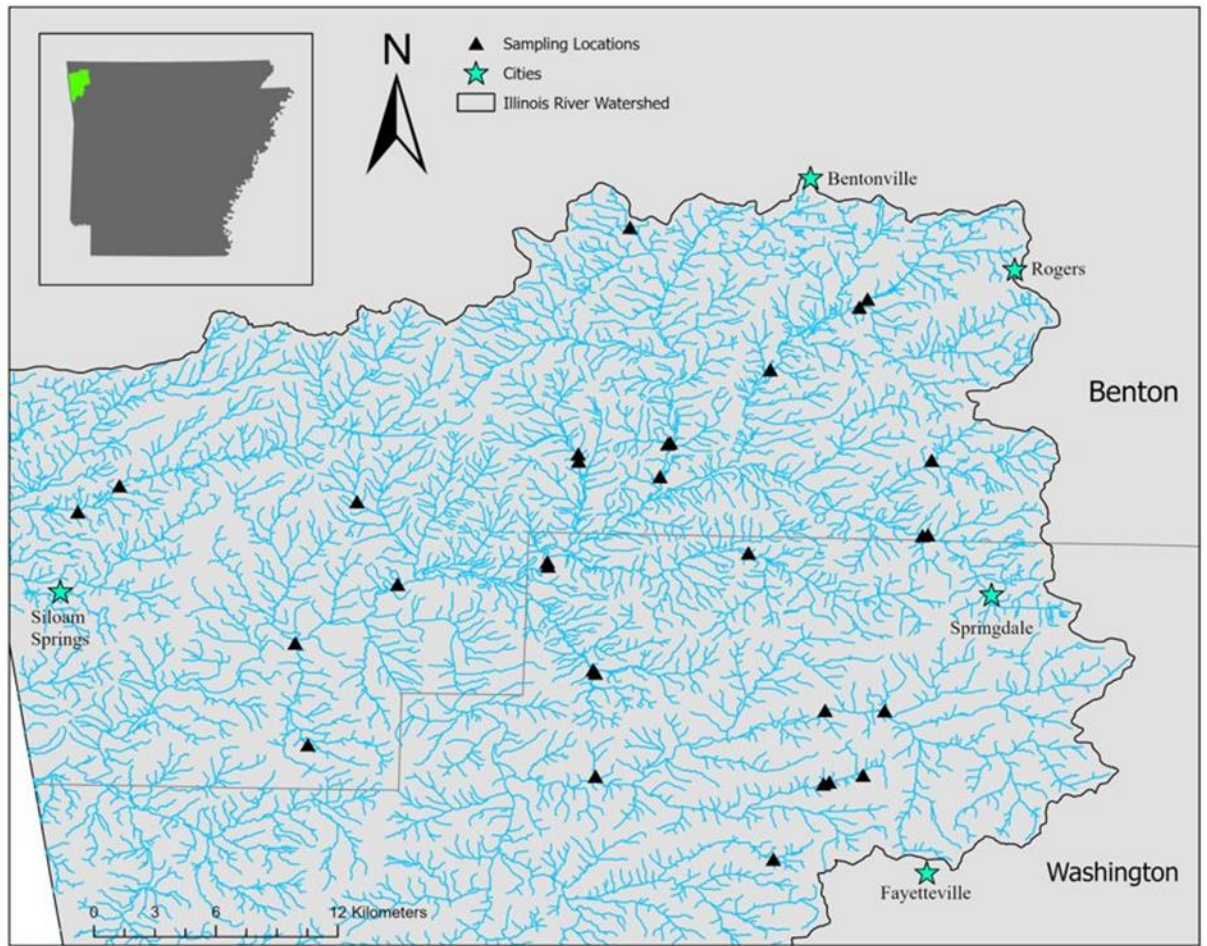 N
Sampling Locations
Cities
Illinois River Watershed
Bentonville
Rogers
Benton
Siloam
Springs
Springdale
Washington
Fayetteville
0 3 6 12 Kilometers